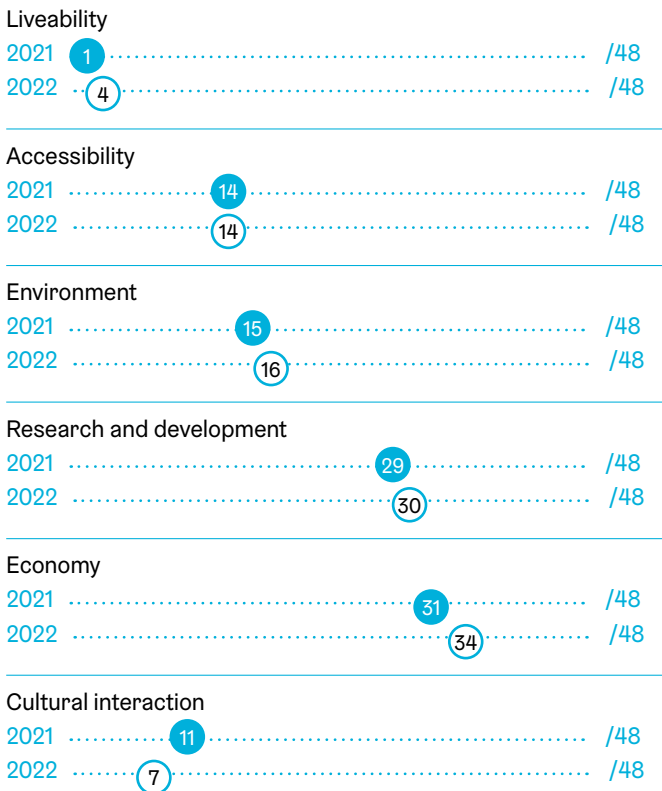 Liveability
2021 1 /48
2022 4 /48
Accessibility
2021 14 /48
2022 14 /48
Environment
2021 15 /48
2022 16 /48
Research and development
2021 29 /48
2022 30 /48
Economy
2021 31 /48
2022 34 /48
Cultural interaction
2021 11 /48
2022 7 /48